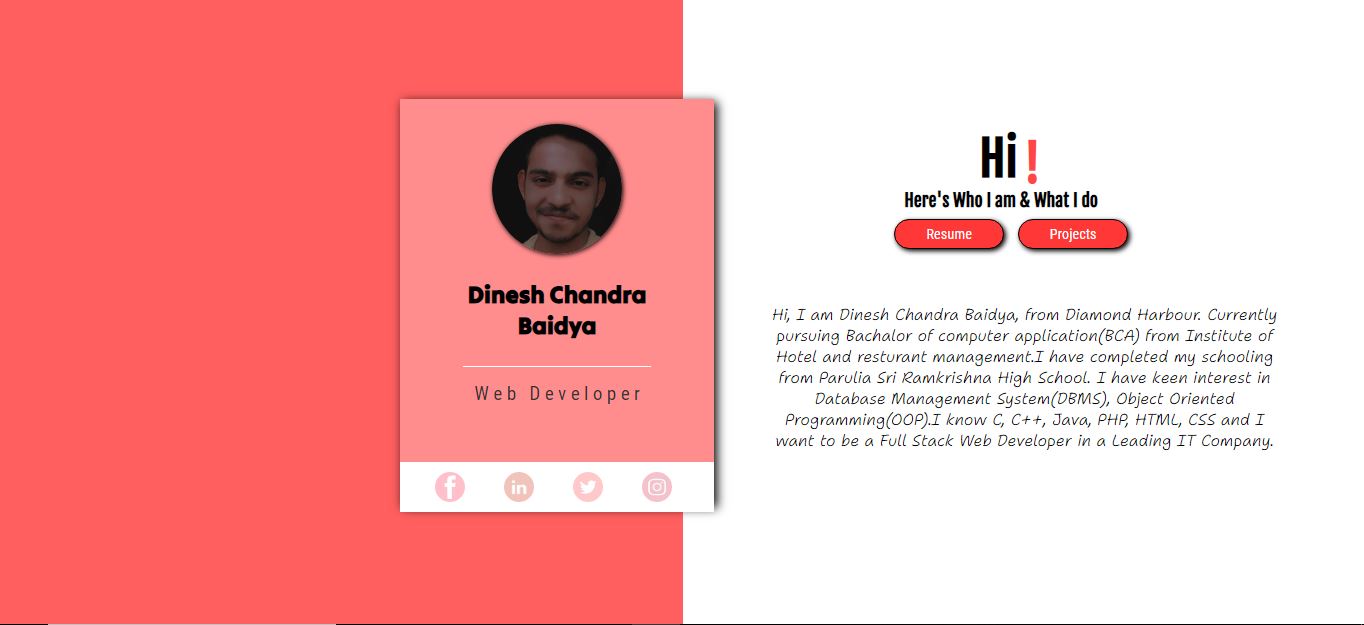 Dinesh Chandra
Baidya
Web Developer
Hi !
Here's Who I am & What I do
Resume
Projects
Hi, I am Dinesh Chandra Baidya, from Diamond Harbour. Currently
pursuing Bachalor of computer application(BCA) from Institute of
Hotel and resturant management.I have completed my schooling
from Parulia Sri Ramkrishna High School. I have keen interest in
Database Management System(DBMS), Object Oriented
Programming(OOP).I know C, C++, Java, PHP, HTML, CSS and I
want to be a Full Stack Web Developer in a Leading IT Company.